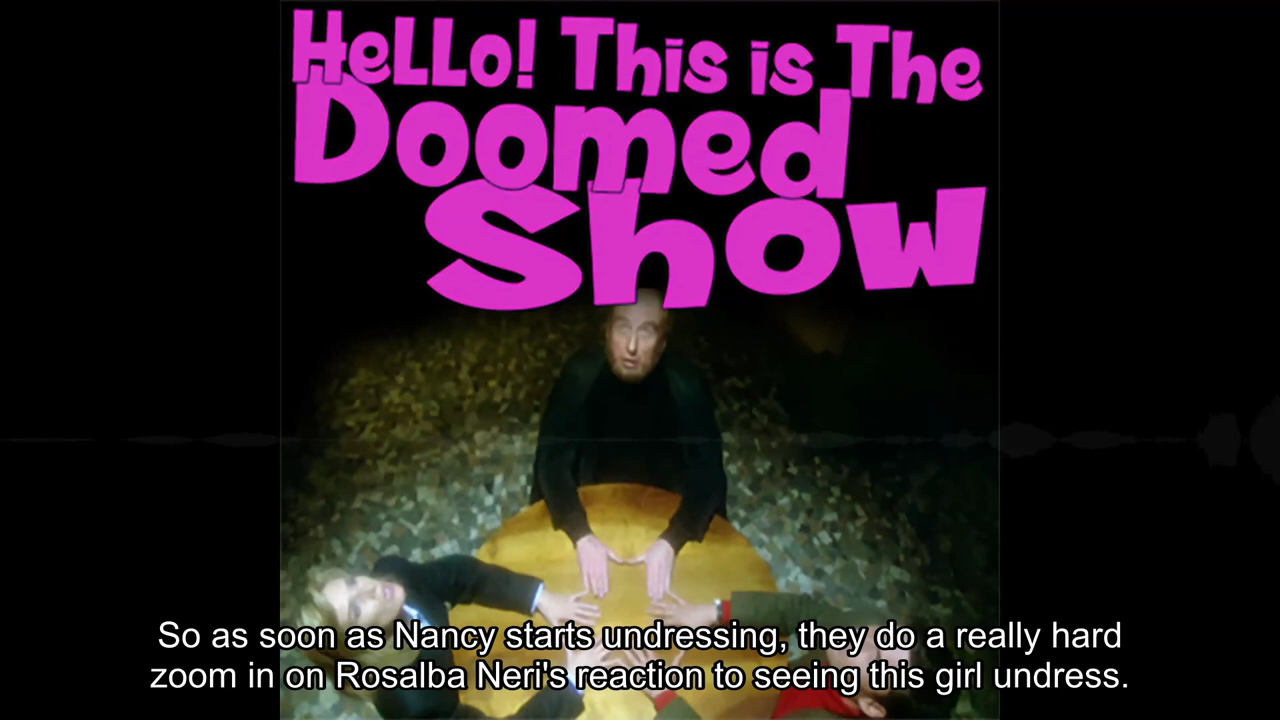 HeLLo! This is The
Doomed
Show
So as soon as Nancy starts undressing, they do a really hard
zoom in on Rosalba Neri's reaction to seeing this girl undress.